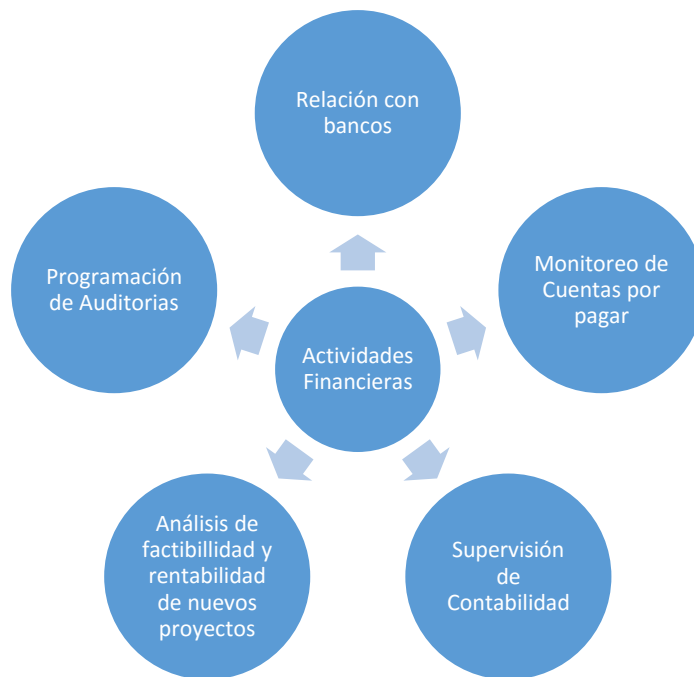 Relación con
bancos
Monitoreo de
Cuentas por
pagar
Programación
de Auditorias
Actividades
Financieras
Análisis de
factibillidad y
rentabilidad
de nuevos
proyectos
Supervisión
de
Contabilidad